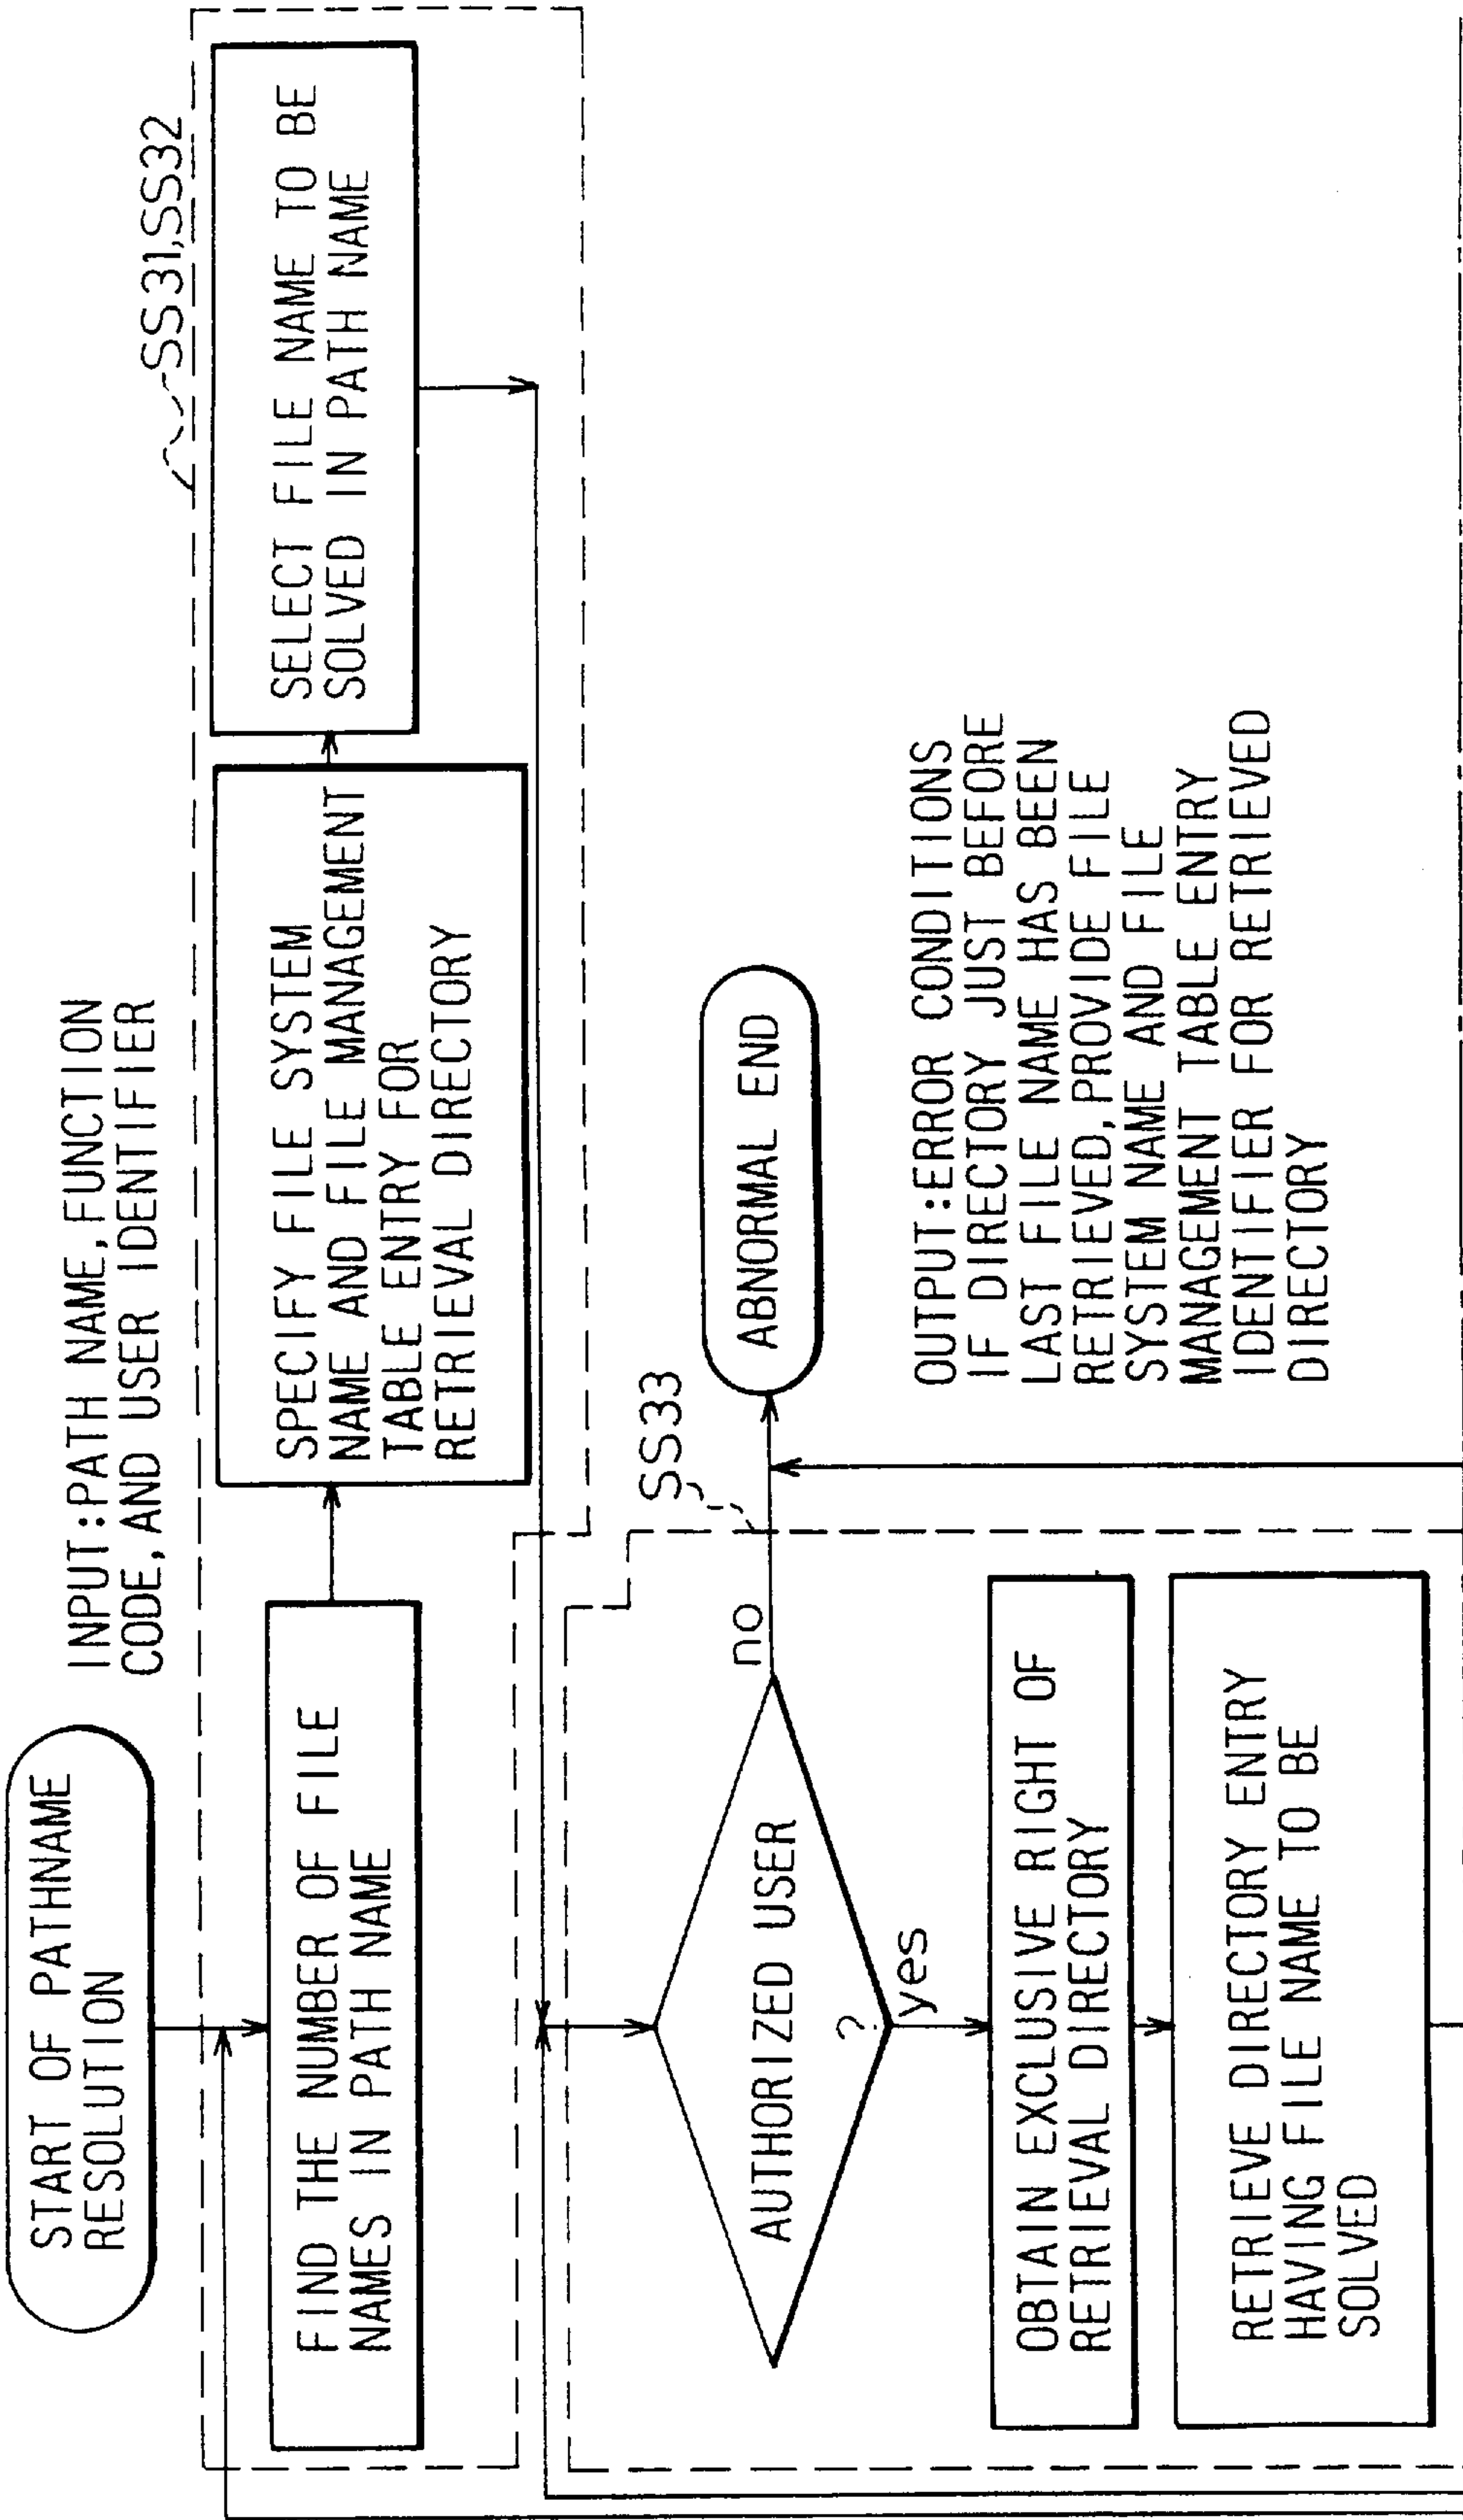 START OF PATHNAME
RESOLUTION
INPUT:PATH NAME,FUNCTION
CODE,AND USER IDENTIFIER
SS31,SS32
FIND THE NUMBER OF FILE
NAMES IN PATH NAME
SPECIFY FILE SYSTEM
NAME AND FILE MANAGEMENT
TABLE ENTRY FOR
RETRIEVAL DIRECTORY
SELECT FILE NAME TO BE
SOLVED IN PATH NAME
SS33
AUTHORIZED USER
?
no
yes
ABNORMAL END
OUTPUT:ERROR CONDITIONS
IF DIRECTORY JUST BEFORE
LAST FILE NAME HAS BEEN
RETRIEVED,PROVIDE FILE
SYSTEM NAME AND FILE
MANAGEMENT TABLE ENTRY
IDENTIFIER FOR RETRIEVED
DIRECTORY
OBTAIN EXCLUSIVE RIGHT OF
RETRIEVAL DIRECTORY
RETRIEVE DIRECTORY ENTRY
HAVING FILE NAME TO BE
SOLVED